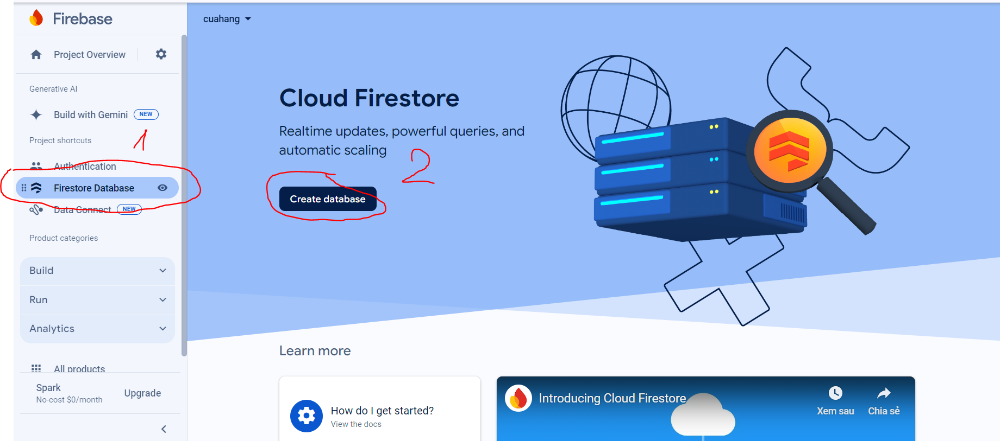 Firebase
cuahang
Project Overview
Generative AI
Build with Gemini NEW
1
Project shortcuts
Authentication
Firestore Database
Data Connect NEW
Product categories
Build
Run
Analytics
All products
Spark
No-cost $0/month
Upgrade
Cloud Firestore
Realtime updates, powerful queries, and
automatic scaling
2
Create database
Learn more
How do I get started?
View the docs
Introducing Cloud Firestore
Xem sau
Chia sẻ